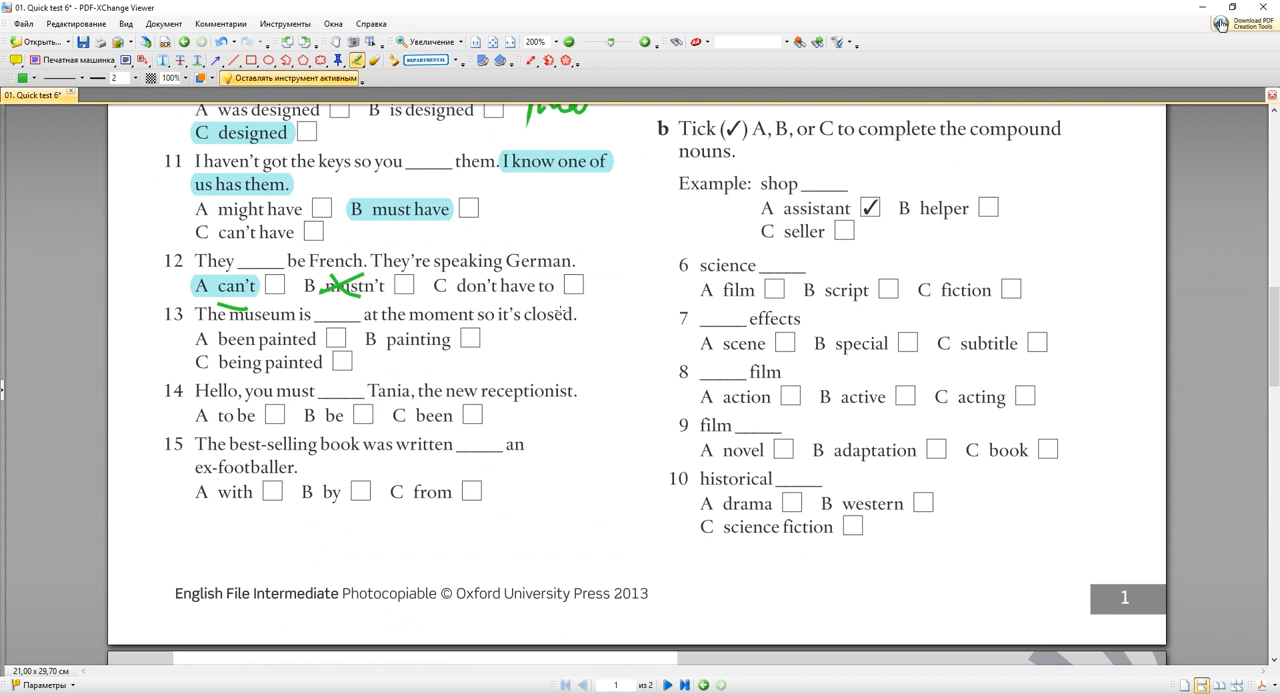 01. Quick test 6* - PDF-XChange Viewer
Файл Редактирование Вид Документ Комментарии Инструменты Окна Справка
Download PDF
Creation Tools
Открыть... OCR Увеличение 200%
Печатная машинка DEPARTMENTAL
2 100% Оставлять инструмент активным
01. Quick test 6*
A was designed B is designed
C designed
11 I haven't got the keys so you _____ them. I know one of
us has them.
A might have B must have
C can't have
12 They _____ be French. They're speaking German.
A can't B mustn't C don't have to
13 The museum is _____ at the moment so it's closed.
A been painted B painting
C being painted
14 Hello, you must _____ Tania, the new receptionist.
A to be B be C been
15 The best-selling book was written _____ an
ex-footballer.
A with B by C from
b Tick (✓) A, B, or C to complete the compound
nouns.
Example: shop _____
A assistant ✓ B helper
C seller
6 science _____
A film B script C fiction
7 _____ effects
A scene B special C subtitle
8 _____ film
A action B active C acting
9 film _____
A novel B adaptation C book
10 historical _____
A drama B western
C science fiction
English File Intermediate Photocopiable © Oxford University Press 2013
1
21,00 x 29,70 см
Параметры 1 из 2